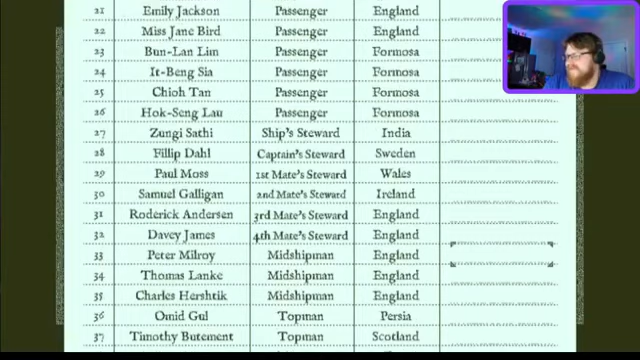 21 Emily Jackson Passenger England
22 Miss Jane Bird Passenger England
23 Bun-Lan Lim Passenger Formosa
24 It-Beng Sia Passenger Formosa
25 Chioh Tan Passenger Formosa
26 Hok-Seng Lau Passenger Formosa
27 Zungi Sathi Ship's Steward India
28 Fillip Dahl Captain's Steward Sweden
29 Paul Moss 1st Mate's Steward Wales
30 Samuel Galligan 2nd Mate's Steward Ireland
31 Roderick Andersen 3rd Mate's Steward England
32 Davey James 4th Mate's Steward England
33 Peter Milroy Midshipman England
34 Thomas Lanke Midshipman England
35 Charles Hershtik Midshipman England
36 Omid Gul Topman Persia
37 Timothy Butement Topman Scotland